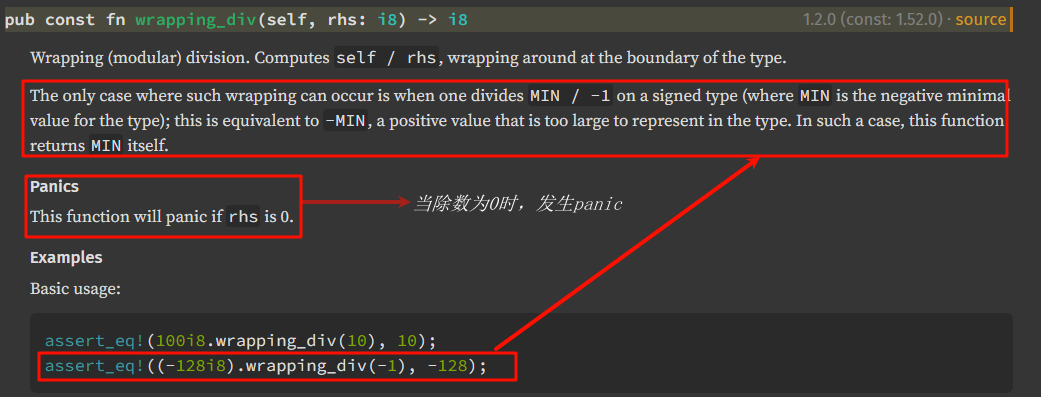 pub const fn wrapping_div(self, rhs: i8) -> i8 1.2.0 (const: 1.52.0) · source
Wrapping (modular) division. Computes self / rhs, wrapping around at the boundary of the type.
The only case where such wrapping can occur is when one divides MIN / -1 on a signed type (where MIN is the negative minimal
value for the type); this is equivalent to -MIN, a positive value that is too large to represent in the type. In such a case, this function
returns MIN itself.
Panics
This function will panic if rhs is 0.
当除数为0时，发生panic
Examples
Basic usage:
assert_eq!(100i8.wrapping_div(10), 10);
assert_eq!((-128i8).wrapping_div(-1), -128);